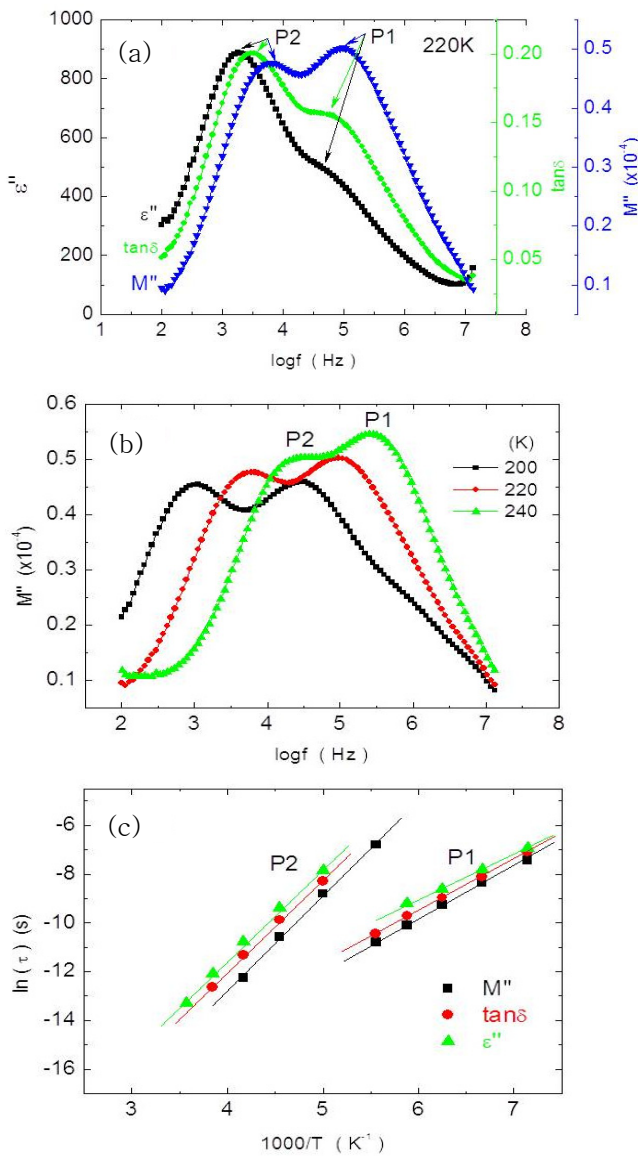 (a)
P2
P1
220K
1000
800
600
400
200
0
ε''
ε''
tanδ
M''
0.20
0.15
0.10
0.05
tanδ
0.5
0.4
0.3
0.2
0.1
M'' (x10⁻⁴)
1 2 3 4 5 6 7 8
logf ( Hz )
(b)
P2
P1
(K)
200
220
240
0.6
0.5
0.4
0.3
0.2
0.1
M'' (x10⁻⁴)
2 3 4 5 6 7 8
logf ( Hz )
(c)
P2
P1
M''
tanδ
ε''
-6
-8
-10
-12
-14
-16
ln(τ) (s)
3 4 5 6 7
1000/T ( K⁻¹)